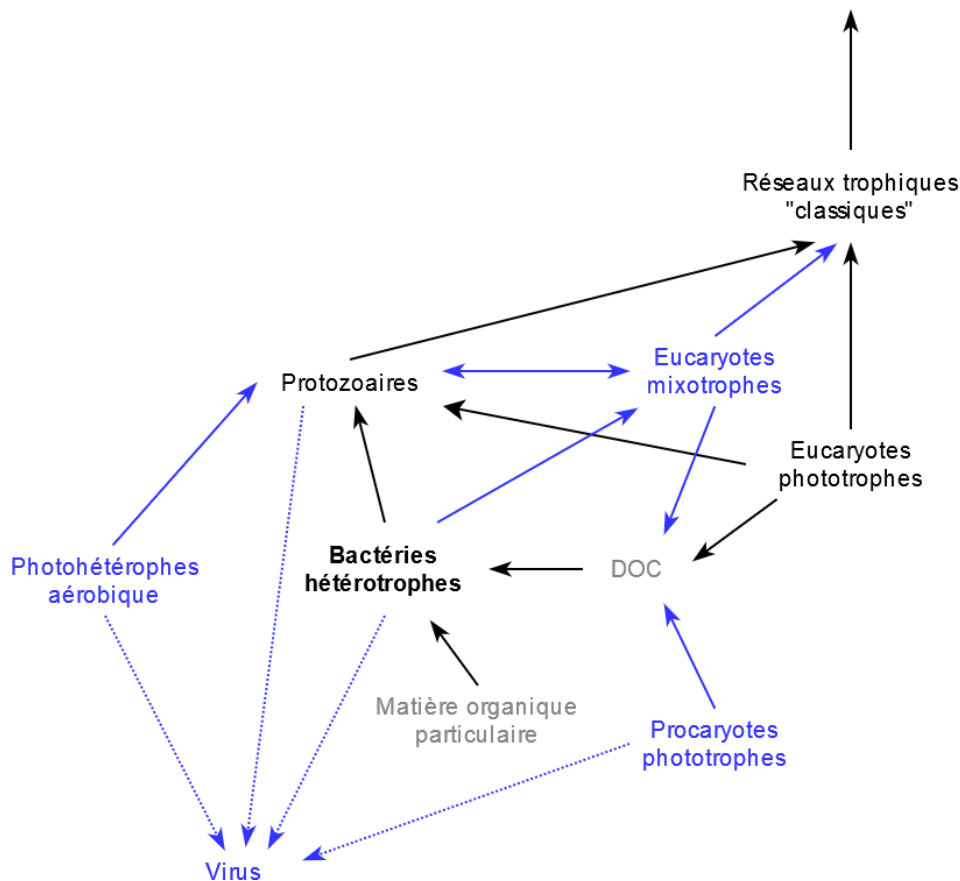 Réseaux trophiques
"classiques"
Eucaryotes
mixotrophes
Protozoaires
Eucaryotes
phototrophes
Photohétérophes
aérobique
Bactéries
hétérotrophes
DOC
Matière organique
particulaire
Procaryotes
phototrophes
Virus